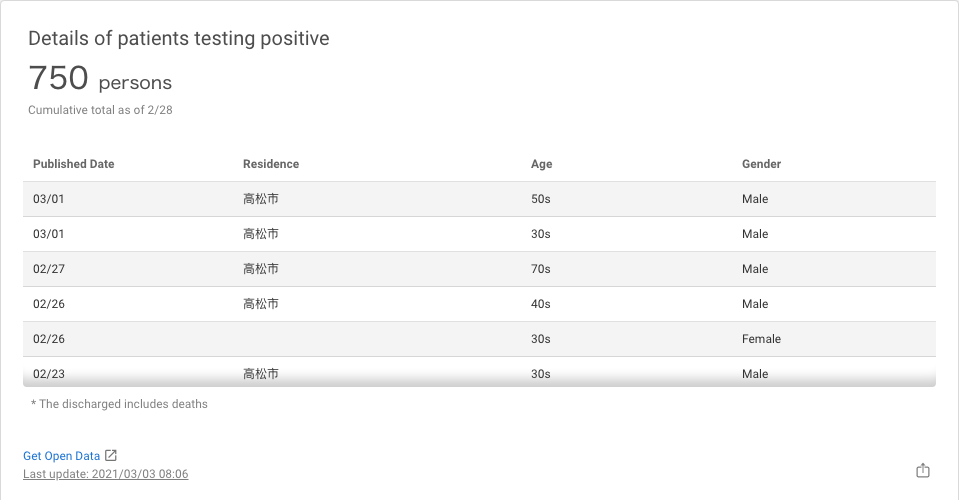 Details of patients testing positive
750 persons
Cumulative total as of 2/28
Published Date Residence Age Gender
03/01 高松市 50s Male
03/01 高松市 30s Male
02/27 高松市 70s Male
02/26 高松市 40s Male
02/26 30s Female
02/23 高松市 30s Male
* The discharged includes deaths
Get Open Data
Last update: 2021/03/03 08:06